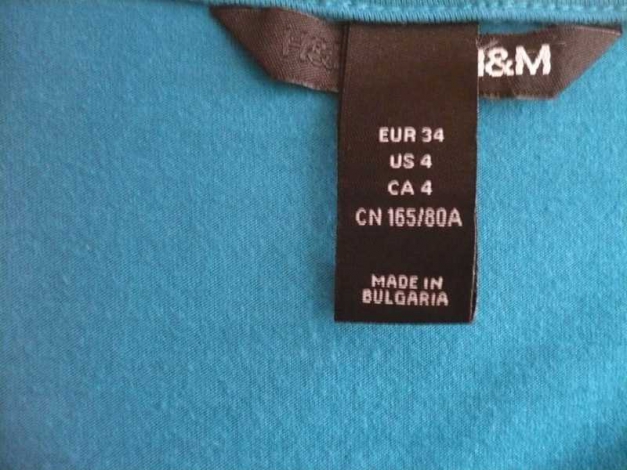 H&M
EUR 34
US 4
CA 4
CN 165/80A
MADE IN
BULGARIA